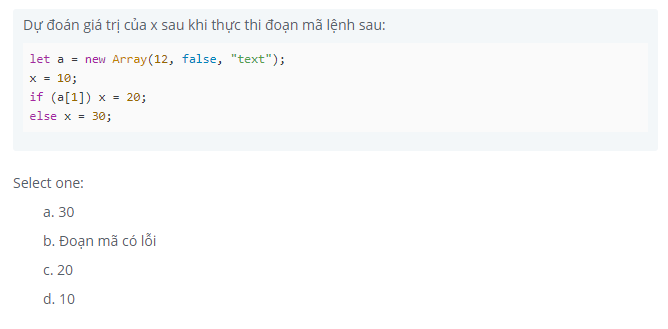 Dự đoán giá trị của x sau khi thực thi đoạn mã lệnh sau:
let a = new Array(12, false, "text");
x = 10;
if (a[1]) x = 20;
else x = 30;
Select one:
a. 30
b. Đoạn mã có lỗi
c. 20
d. 10